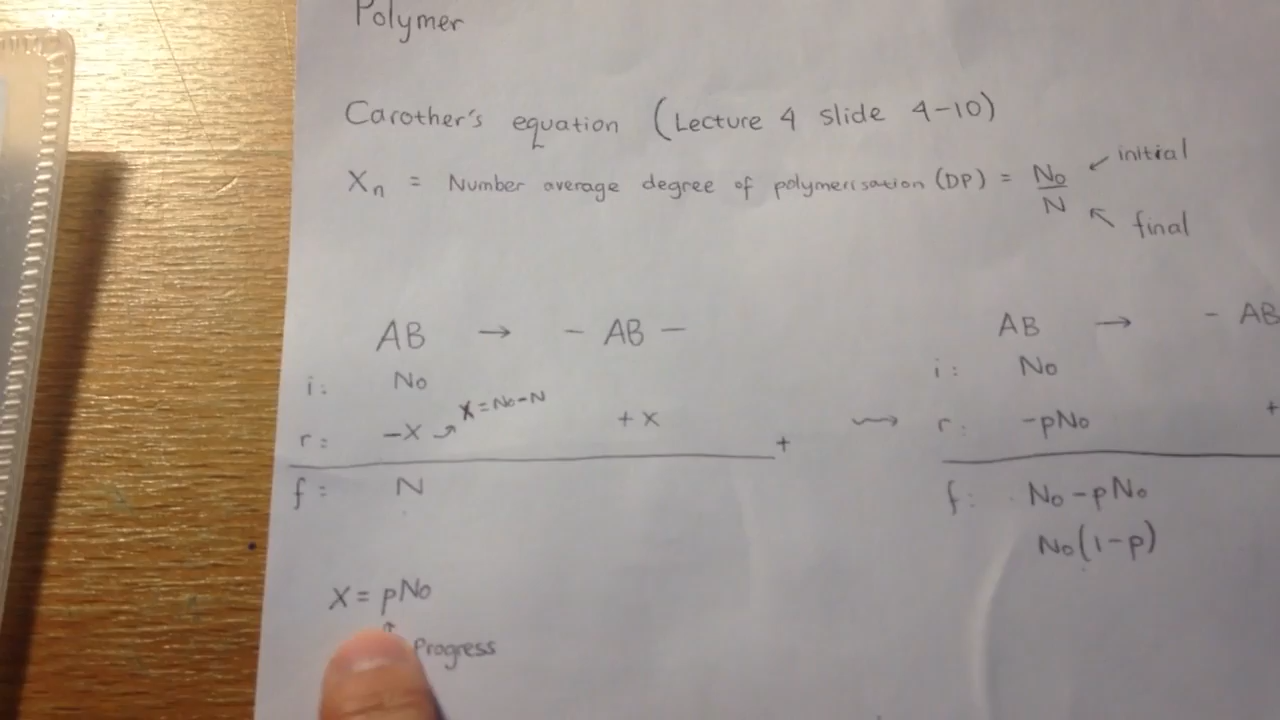 Polymer
Carother's equation (Lecture 4 slide 4-10)
Xn = Number average degree of polymerisation (DP) = No/N
initial
final
AB → - AB -
i: No
r: -X X=No-N +x +
f: N
X = pNo
Progress
AB → - AB
i: No
r: -pNo +
f: No-pNo
No(1-p)